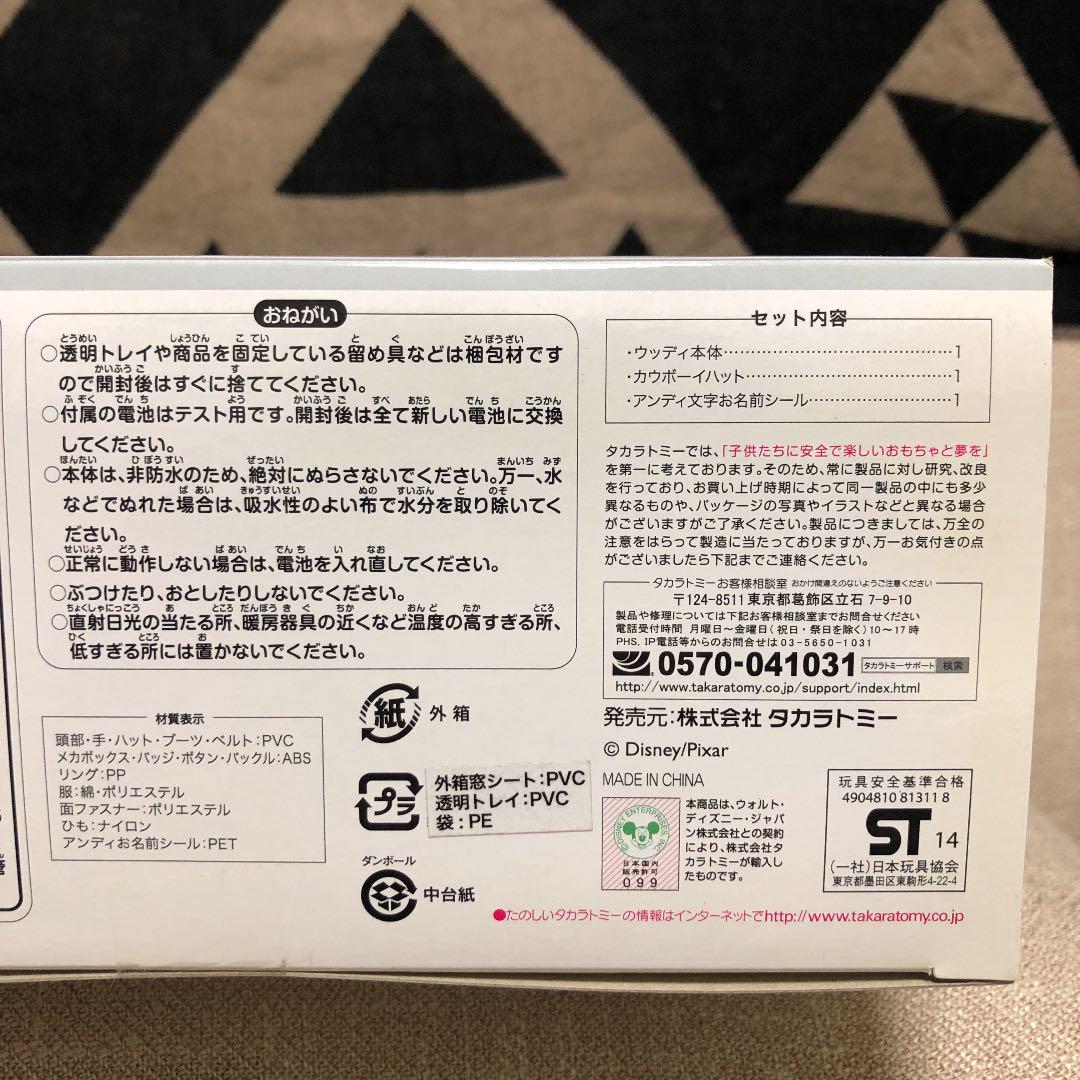 おねがい
○透明トレイや商品を固定している留め具などは梱包材です
ので開封後はすぐに捨ててください。
○付属の電池はテスト用です。開封後は全て新しい電池に交換
してください。
○本体は、非防水のため、絶対にぬらさないでください。万一、水
などでぬれた場合は、吸水性のよい布で水分を取り除いてく
ださい。
○正常に動作しない場合は、電池を入れ直してください。
○ぶつけたり、おとしたりしないでください。
○直射日光の当たる所、暖房器具の近くなど温度の高すぎる所、
低すぎる所には置かないでください。
材質表示
頭部・手・ハット・ブーツ・ベルト:PVC
メカボックス・バッジ・ボタン・バックル:ABS
リング:PP
服:綿・ポリエステル
面ファスナー:ポリエステル
ひも:ナイロン
アンディお名前シール:PET
紙 外箱
プラ
外箱窓シート:PVC
透明トレイ:PVC
袋:PE
ダンボール
中台紙
セット内容
・ウッディ本体……………………………1
・カウボーイハット…………………………1
・アンディ文字お名前シール………………1
タカラトミーでは、「子供たちに安全で楽しいおもちゃと夢を」
を第一に考えております。そのため、常に製品に対し研究、改良
を行っており、お買い上げ時期によって同一製品の中にも多少
異なるものや、パッケージの写真やイラストなどと異なる場合
がございますがご了承ください。製品につきましては、万全の
注意をはらって製造に当たっておりますが、万一お気付きの点
がございましたら下記までご連絡ください。
タカラトミーお客様相談室 おかけ間違えのないようご注意ください
〒124-8511 東京都葛飾区立石 7-9-10
製品や修理については下記お客様相談室までお問合せください
電話受付時間 月曜日〜金曜日(祝日・祭日を除く)10〜17時
PHS、IP電話等からのお問合せは 03-5650-1031
0570-041031 タカラトミーサポート 検索
http://www.takaratomy.co.jp/support/index.html
発売元:株式会社 タカラトミー
© Disney/Pixar
MADE IN CHINA
©DISNEY ENTERPRISES, INC.
日本国内
販売許可
099
本商品は、ウォルト・
ディズニー・ジャパ
ン株式会社との契約
により、株式会社タ
カラトミーが輸入し
たものです。
玩具安全基準合格
4904810 81311 8
ST 14
(一社)日本玩具協会
東京都墨田区東駒形4-22-4
●たのしいタカラトミーの情報はインターネットでhttp://www.takaratomy.co.jp